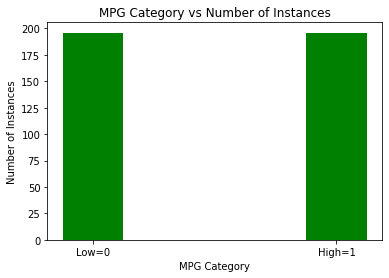 MPG Category vs Number of Instances
Number of Instances
200
175
150
125
100
75
50
25
0
Low=0 High=1
MPG Category